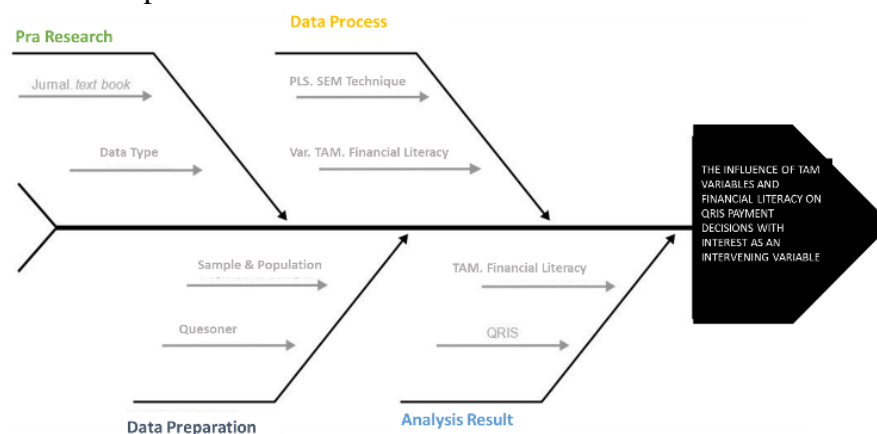 Data Process
Pra Research
Jurnal. text book
PLS. SEM Technique
Data Type
Var. TAM. Financial Literacy
THE INFLUENCE OF TAM
VARIABLES AND
FINANCIAL LITERACY ON
QRIS PAYMENT
DECISIONS WITH
INTEREST AS AN
INTERVENING VARIABLE
Sample & Population
TAM. Financial Literacy
Quesoner
QRIS
Data Preparation
Analysis Result